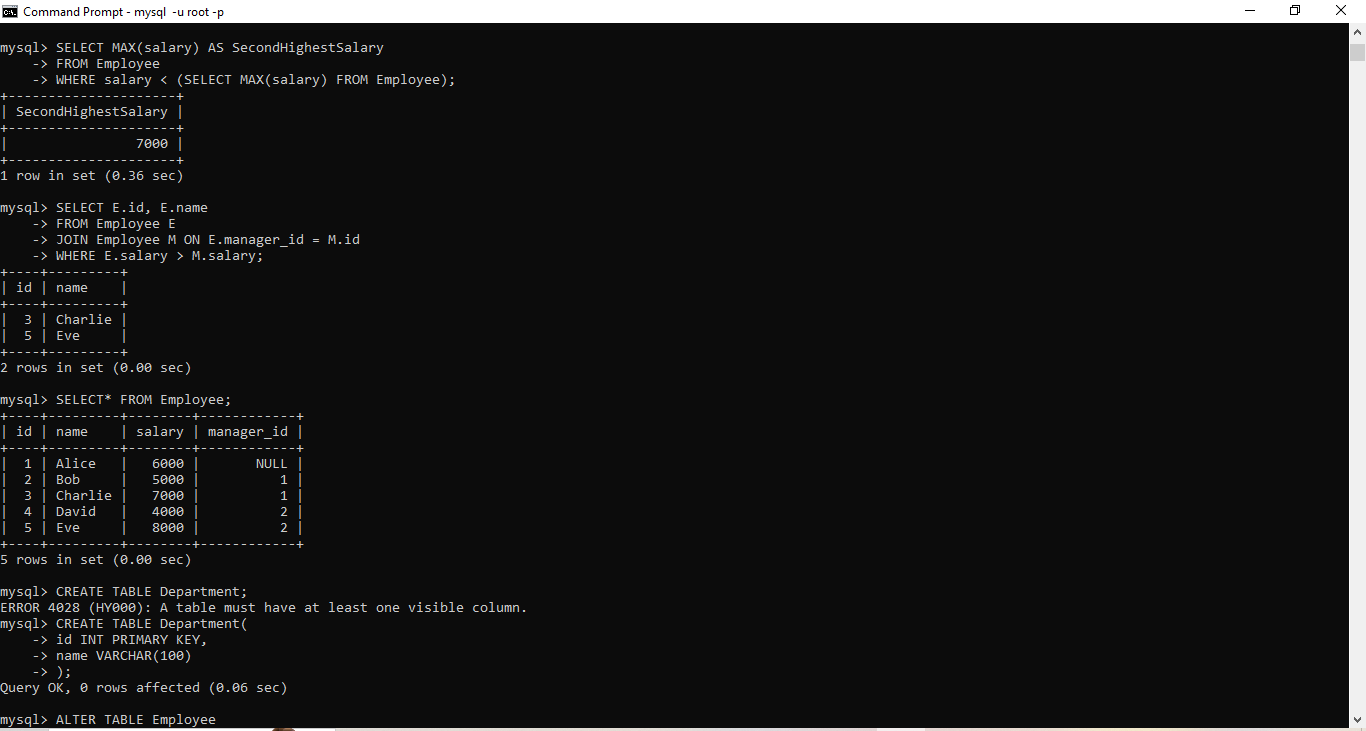 Command Prompt - mysql  -u root -p
mysql> SELECT MAX(salary) AS SecondHighestSalary
    -> FROM Employee
    -> WHERE salary < (SELECT MAX(salary) FROM Employee);
+---------------------+
| SecondHighestSalary |
+---------------------+
|                7000 |
+---------------------+
1 row in set (0.36 sec)
mysql> SELECT E.id, E.name
    -> FROM Employee E
    -> JOIN Employee M ON E.manager_id = M.id
    -> WHERE E.salary > M.salary;
+----+---------+
| id | name    |
+----+---------+
|  3 | Charlie |
|  5 | Eve     |
+----+---------+
2 rows in set (0.00 sec)
mysql> SELECT* FROM Employee;
+----+---------+--------+------------+
| id | name    | salary | manager_id |
+----+---------+--------+------------+
|  1 | Alice   |   6000 |       NULL |
|  2 | Bob     |   5000 |          1 |
|  3 | Charlie |   7000 |          1 |
|  4 | David   |   4000 |          2 |
|  5 | Eve     |   8000 |          2 |
+----+---------+--------+------------+
5 rows in set (0.00 sec)
mysql> CREATE TABLE Department;
ERROR 4028 (HY000): A table must have at least one visible column.
mysql> CREATE TABLE Department(
    -> id INT PRIMARY KEY,
    -> name VARCHAR(100)
    -> );
Query OK, 0 rows affected (0.06 sec)
mysql> ALTER TABLE Employee